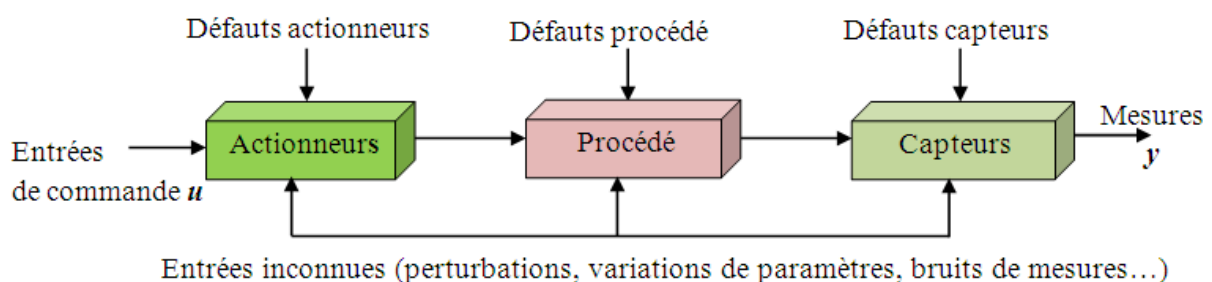 Défauts actionneurs
Défauts procédé
Défauts capteurs
Actionneurs
Procédé
Capteurs
Mesures
y
Entrées
de commande u
Entrées inconnues (perturbations, variations de paramètres, bruits de mesures…)